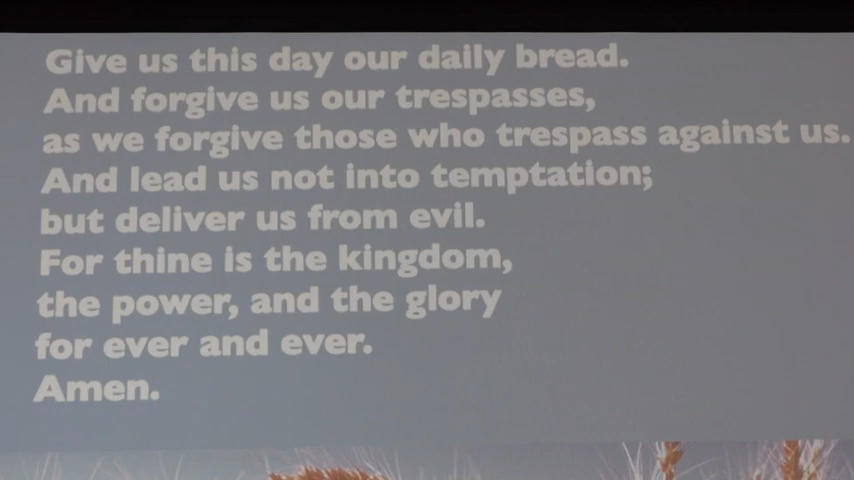 Give us this day our daily bread.
And forgive us our trespasses,
as we forgive those who trespass against us.
And lead us not into temptation;
but deliver us from evil.
For thine is the kingdom,
the power, and the glory
for ever and ever.
Amen.